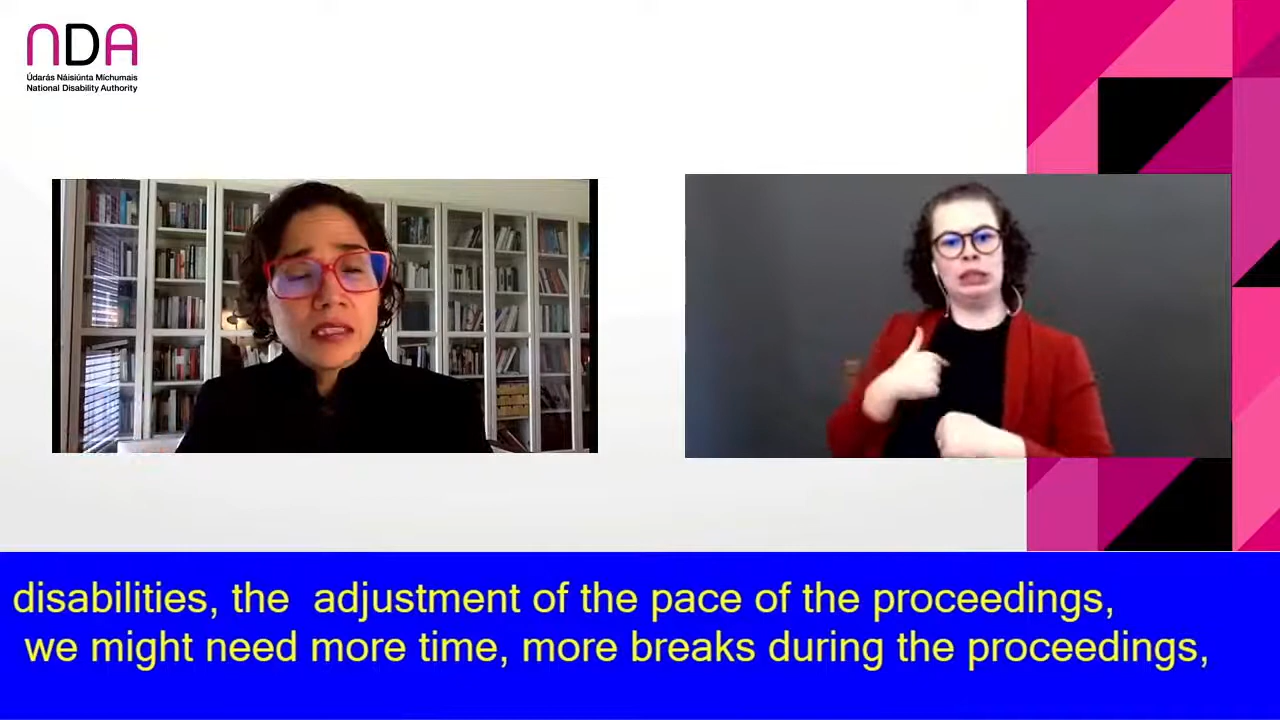 NDA
Údarás Náisiúnta Míchumais
National Disability Authority
disabilities, the  adjustment of the pace of the proceedings,
we might need more time, more breaks during the proceedings,